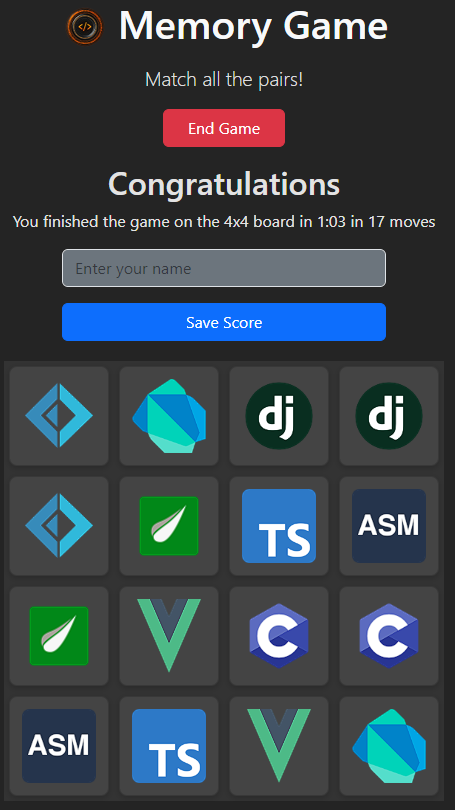 </> Memory Game
Match all the pairs!
End Game
Congratulations
You finished the game on the 4x4 board in 1:03 in 17 moves
Enter your name
Save Score
dj dj
TS ASM
C C
ASM TS